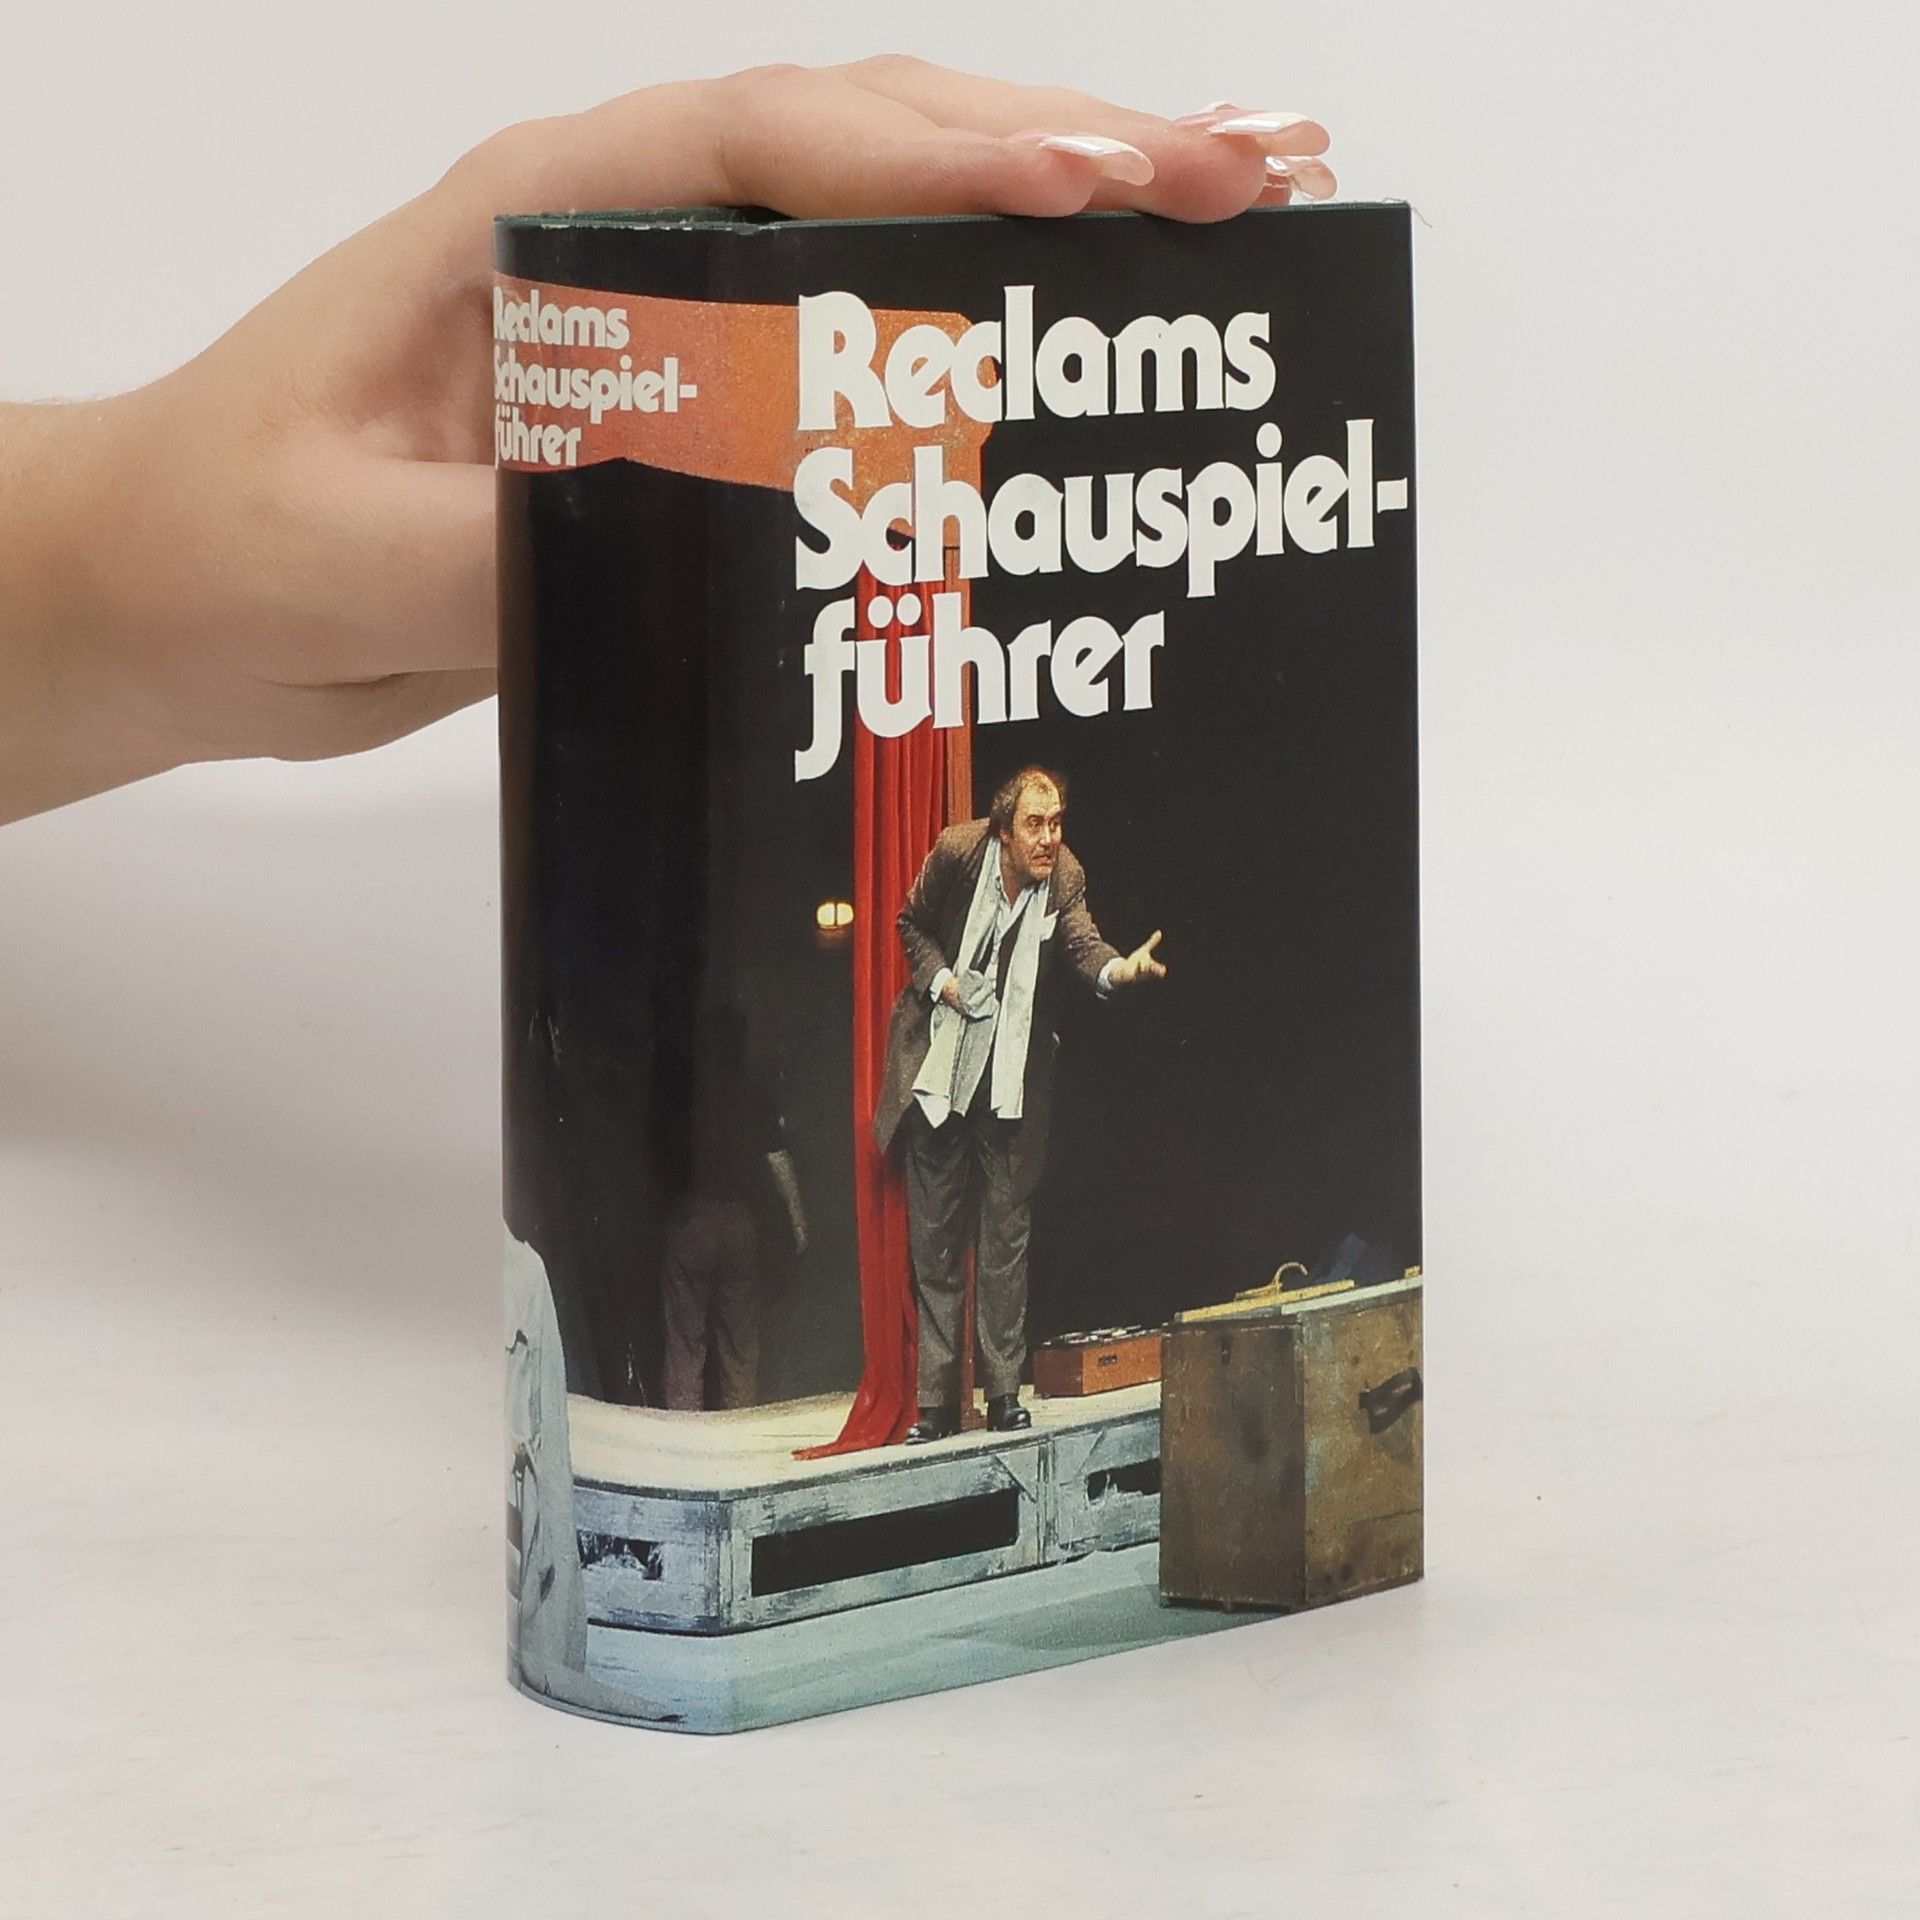 Reclams
Schauspiel-
führer
Reclams
Schauspiel-
führer